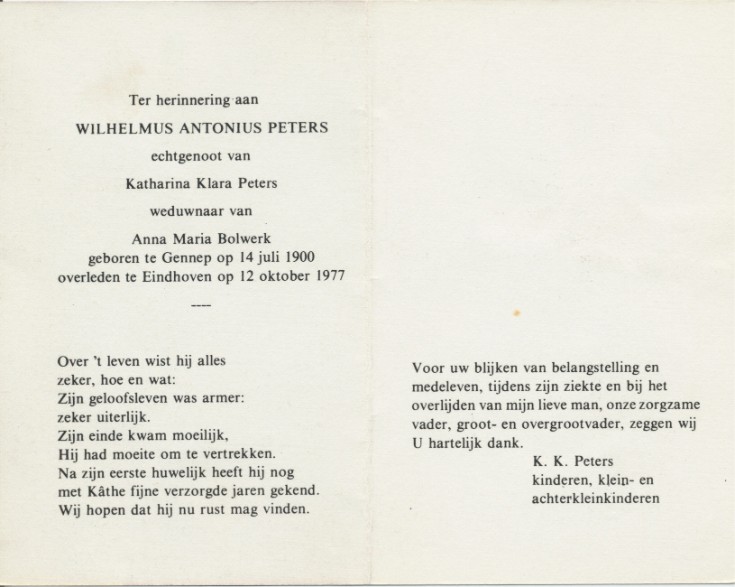 Ter herinnering aan
WILHELMUS ANTONIUS PETERS
echtgenoot van
Katharina Klara Peters
weduwnaar van
Anna Maria Bolwerk
geboren te Gennep op 14 juli 1900
overleden te Eindhoven op 12 oktober 1977
----
Over 't leven wist hij alles
zeker, hoe en wat:
Zijn geloofsleven was armer:
zeker uiterlijk.
Zijn einde kwam moeilijk,
Hij had moeite om te vertrekken.
Na zijn eerste huwelijk heeft hij nog
met Kâthe fijne verzorgde jaren gekend.
Wij hopen dat hij nu rust mag vinden.
Voor uw blijken van belangstelling en
medeleven, tijdens zijn ziekte en bij het
overlijden van mijn lieve man, onze zorgzame
vader, groot- en overgrootvader, zeggen wij
U hartelijk dank.
K. K. Peters
kinderen, klein- en
achterkleinkinderen